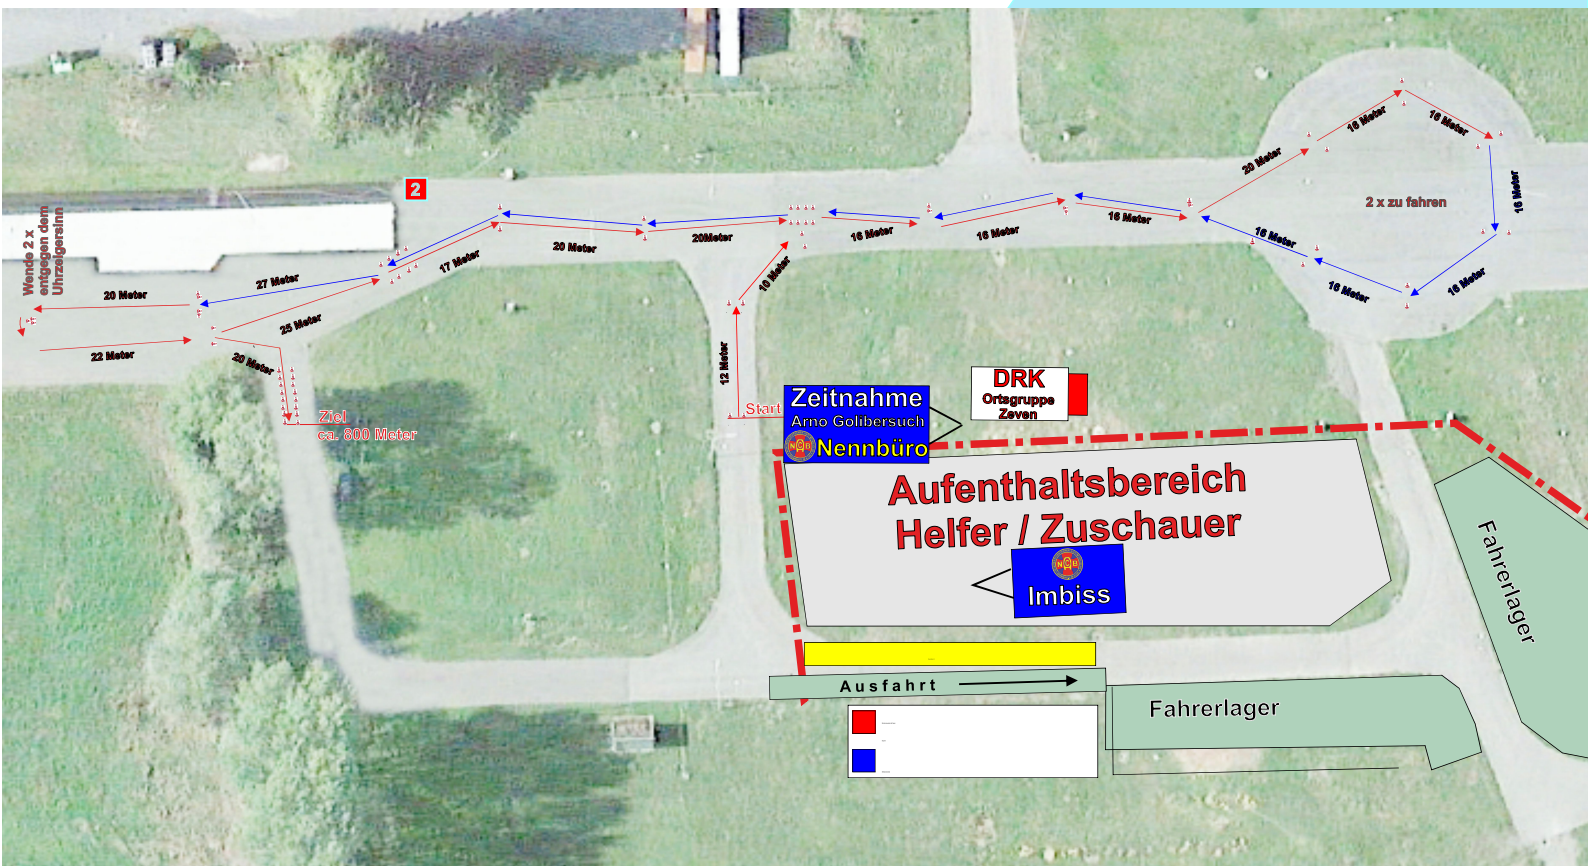 2
Wende 2 x
entgegen dem
Uhrzeigersinn
20 Meter
22 Meter
27 Meter
25 Meter
20 Meter
17 Meter
20 Meter
20Meter
10 Meter
12 Meter
16 Meter
16 Meter
16 Meter
20 Meter
16 Meter
16 Meter
16 Meter
16 Meter
16 Meter
16 Meter
2 x zu fahren
Ziel
ca. 800 Meter
Start
Zeitnahme
Arno Golibersuch
Nennbüro
DRK
Ortsgruppe
Zeven
Aufenthaltsbereich
Helfer / Zuschauer
Imbiss
Ausfahrt
Fahrerlager
Fahrerlager